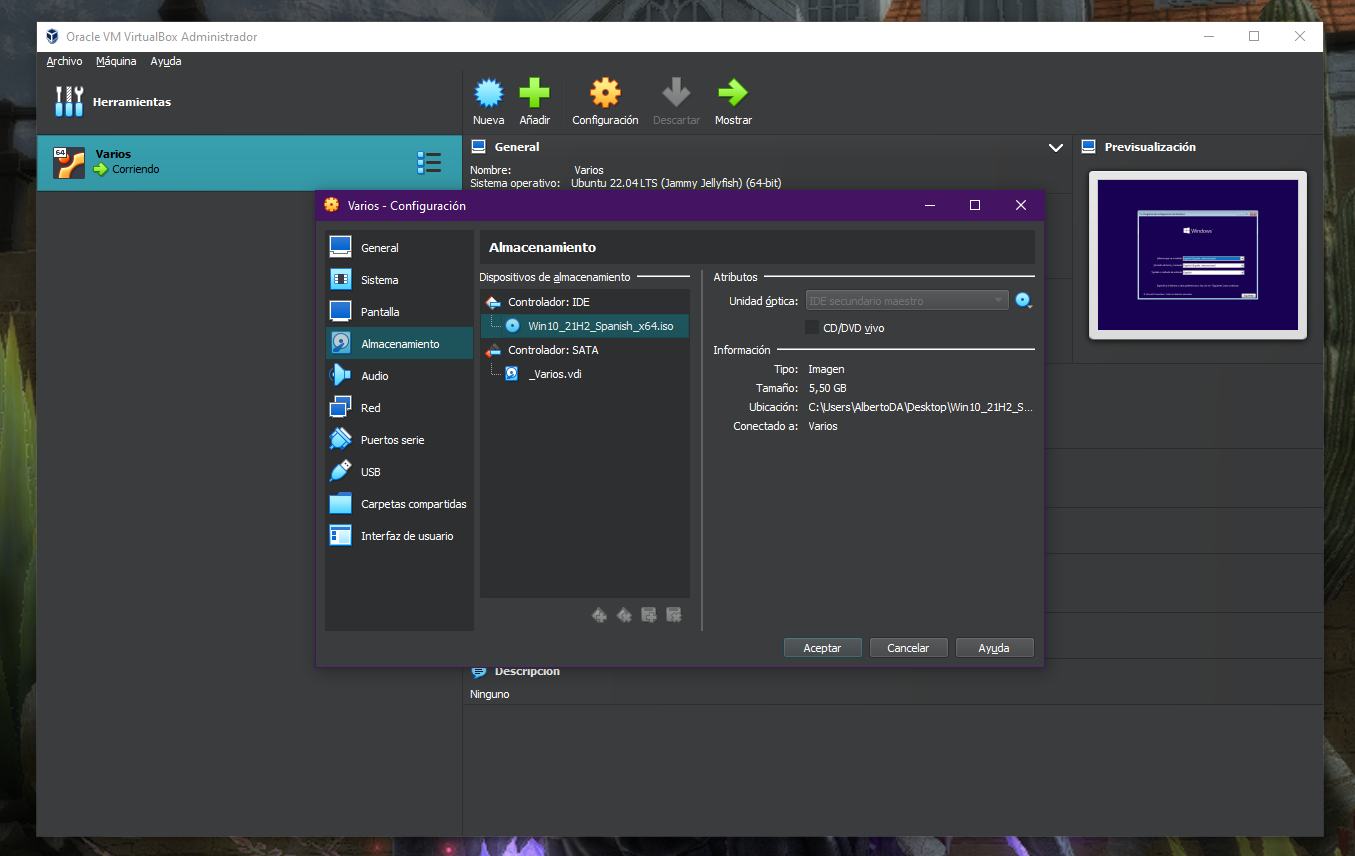 Oracle VM VirtualBox Administrador
Archivo Máquina Ayuda
Herramientas
Nueva Añadir Configuración Descartar Mostrar
64
Varios
Corriendo
General
Nombre: Varios
Sistema operativo: Ubuntu 22.04 LTS (Jammy Jellyfish) (64-bit)
Previsualización
Windows
Varios - Configuración
General
Sistema
Pantalla
Almacenamiento
Audio
Red
Puertos serie
USB
Carpetas compartidas
Interfaz de usuario
Almacenamiento
Dispositivos de almacenamiento
Controlador: IDE
Win10_21H2_Spanish_x64.iso
Controlador: SATA
_Varios.vdi
Atributos
Unidad óptica: IDE secundario maestro
CD/DVD vivo
Información
Tipo: Imagen
Tamaño: 5,50 GB
Ubicación: C:\Users\AlbertoDA\Desktop\Win10_21H2_S...
Conectado a: Varios
Aceptar Cancelar Ayuda
Descripción
Ninguno